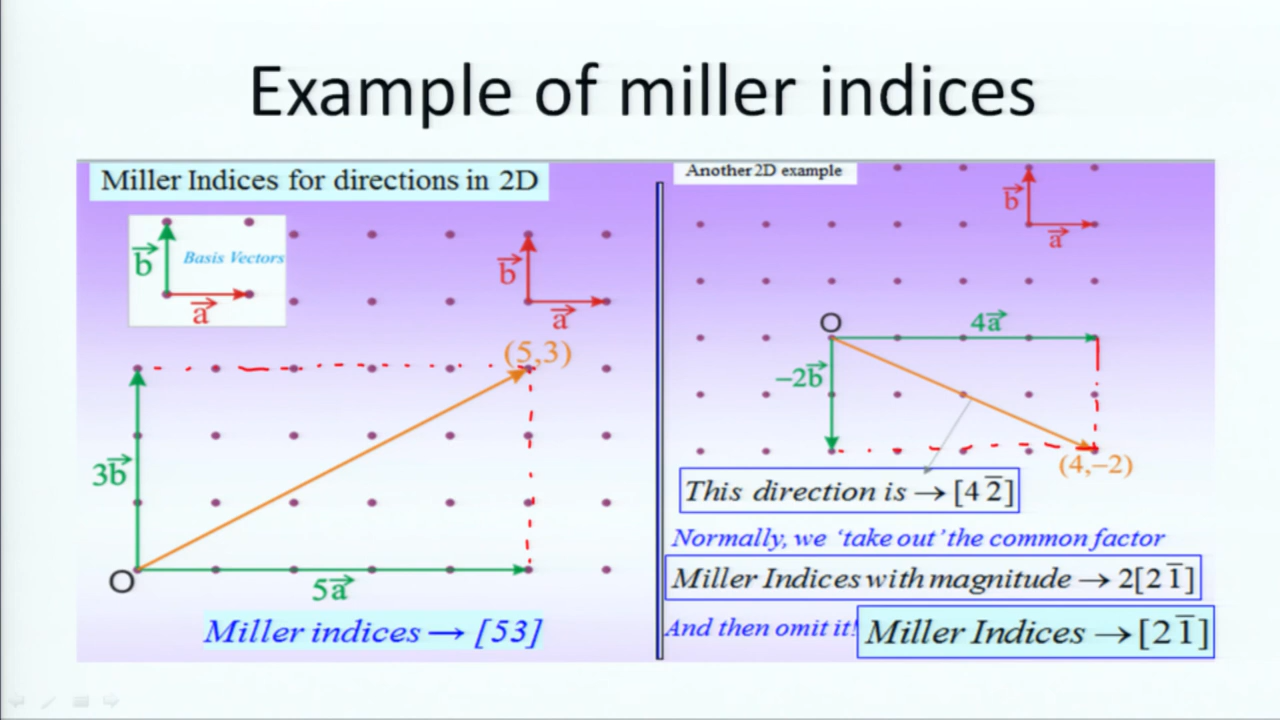 Example of miller indices
Miller Indices for directions in 2D
b⃗
Basis Vectors
a⃗
b⃗
a⃗
(5,3)
3b⃗
O
5a⃗
Miller indices → [53]
Another 2D example
b⃗
a⃗
O
4a⃗
−2b⃗
(4,−2)
This direction is → [4 2̅]
Normally, we ‘take out’ the common factor
Miller Indices with magnitude → 2[2 1̅]
And then omit it!
Miller Indices → [2 1̅]